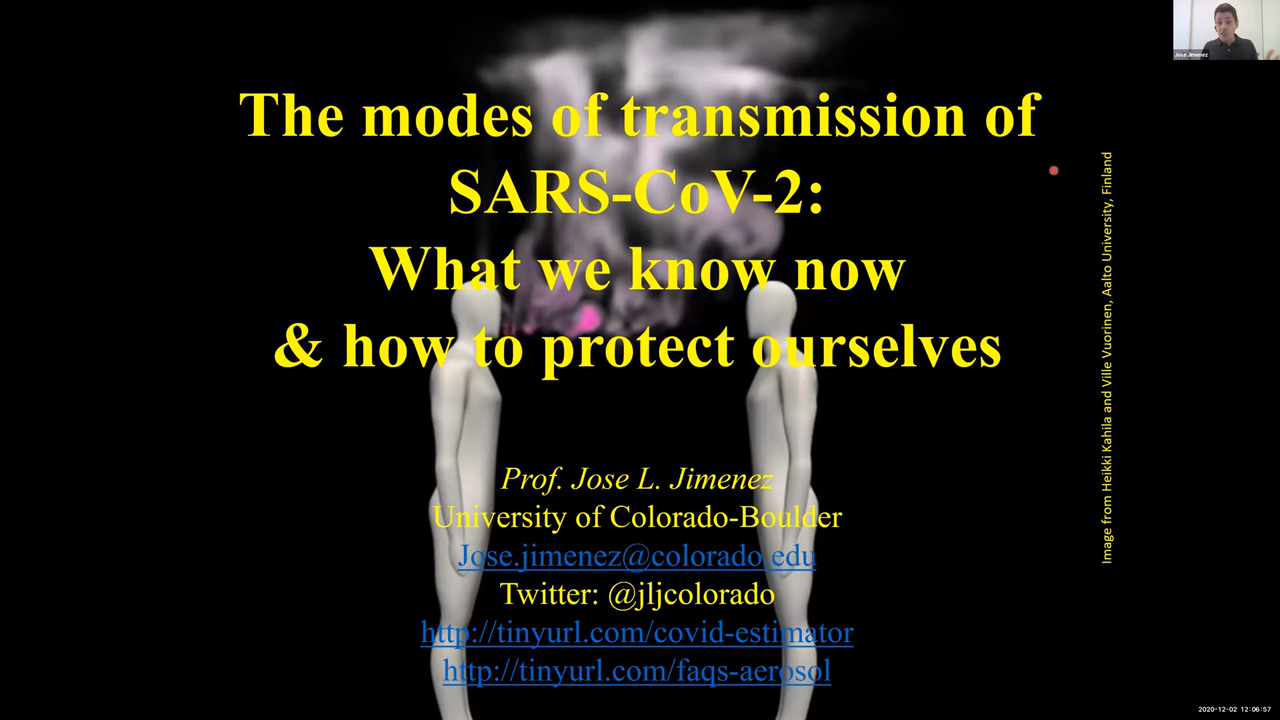 The modes of transmission of
SARS-CoV-2:
What we know now
& how to protect ourselves
Prof. Jose L. Jimenez
University of Colorado-Boulder
Jose.jimenez@colorado.edu
Twitter: @jljcolorado
http://tinyurl.com/covid-estimator
http://tinyurl.com/faqs-aerosol
Image from Heikki Kahila and Ville Vuorinen, Aalto University, Finland
Jose Jimenez
2020-12-02 12:06:57